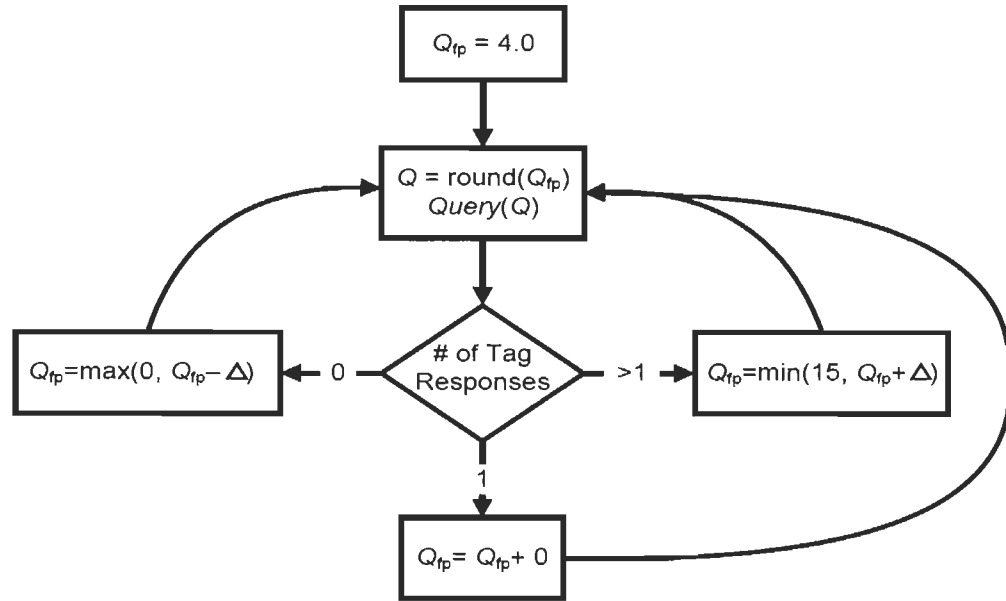 Qfp = 4.0
Q = round(Qfp)
Query(Q)
# of Tag
Responses
0
Qfp=max(0, Qfp− Δ)
>1
Qfp=min(15, Qfp+ Δ)
1
Qfp= Qfp+ 0